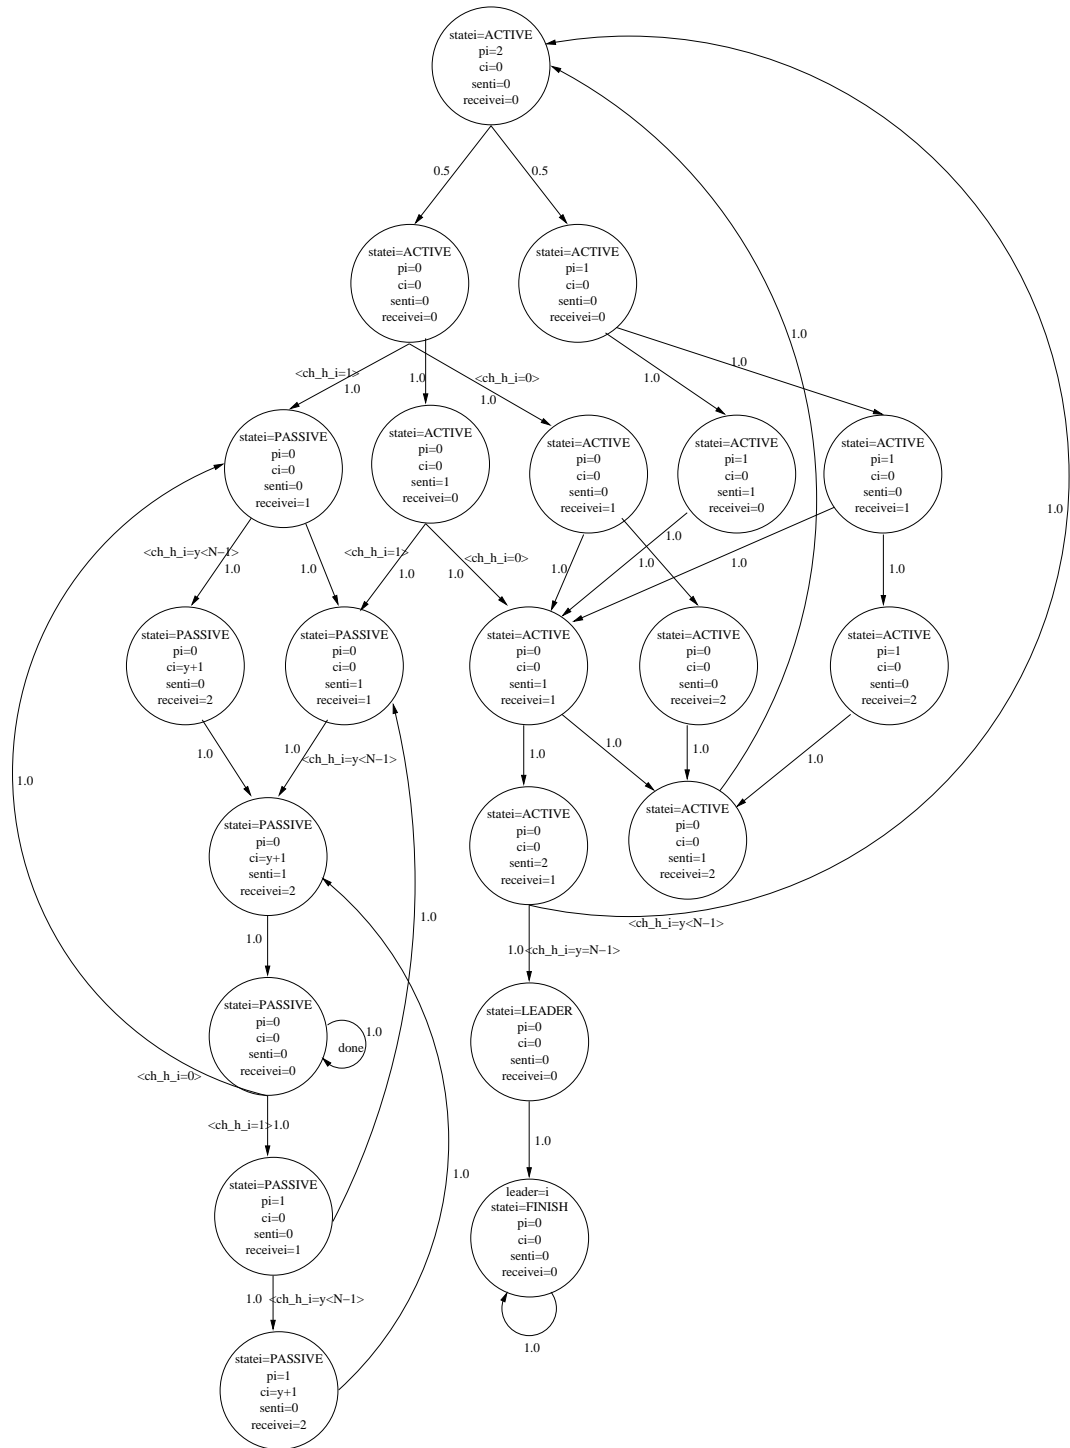 statei=ACTIVE
pi=2
ci=0
senti=0
receivei=0
0.5
0.5
statei=ACTIVE
pi=0
ci=0
senti=0
receivei=0
statei=ACTIVE
pi=1
ci=0
senti=0
receivei=0
1.0
<ch_h_i=1>
1.0
1.0
<ch_h_i=0>
1.0
1.0
1.0
statei=PASSIVE
pi=0
ci=0
senti=0
receivei=1
statei=ACTIVE
pi=0
ci=0
senti=1
receivei=0
statei=ACTIVE
pi=0
ci=0
senti=0
receivei=1
statei=ACTIVE
pi=1
ci=0
senti=1
receivei=0
statei=ACTIVE
pi=1
ci=0
senti=0
receivei=1
1.0
<ch_h_i=y<N−1>
1.0
1.0
<ch_h_i=1>
1.0
<ch_h_i=0>
1.0
1.0
1.0
1.0
1.0
1.0
statei=PASSIVE
pi=0
ci=y+1
senti=0
receivei=2
statei=PASSIVE
pi=0
ci=0
senti=1
receivei=1
statei=ACTIVE
pi=0
ci=0
senti=1
receivei=1
statei=ACTIVE
pi=0
ci=0
senti=0
receivei=2
statei=ACTIVE
pi=1
ci=0
senti=0
receivei=2
1.0
1.0
<ch_h_i=y<N−1>
1.0
1.0
1.0
1.0
1.0
statei=PASSIVE
pi=0
ci=y+1
senti=1
receivei=2
statei=ACTIVE
pi=0
ci=0
senti=2
receivei=1
statei=ACTIVE
pi=0
ci=0
senti=1
receivei=2
1.0
1.0
<ch_h_i=y<N−1>
1.0<ch_h_i=y=N−1>
statei=PASSIVE
pi=0
ci=0
senti=0
receivei=0
1.0
done
statei=LEADER
pi=0
ci=0
senti=0
receivei=0
<ch_h_i=0>
<ch_h_i=1>1.0
1.0
1.0
statei=PASSIVE
pi=1
ci=0
senti=0
receivei=1
leader=i
statei=FINISH
pi=0
ci=0
senti=0
receivei=0
1.0 <ch_h_i=y<N−1>
1.0
statei=PASSIVE
pi=1
ci=y+1
senti=0
receivei=2